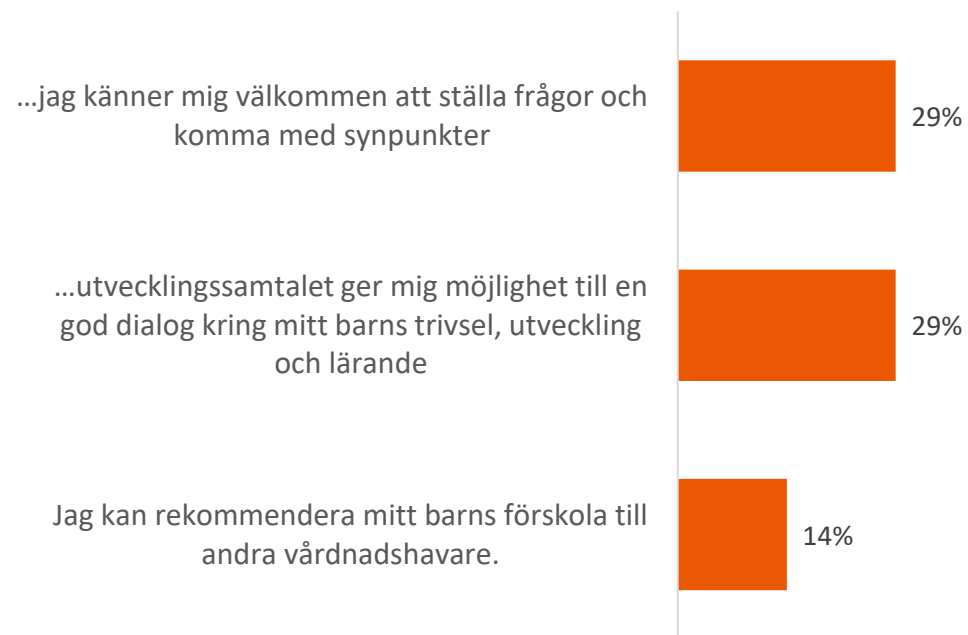 ...jag känner mig välkommen att ställa frågor och
komma med synpunkter
29%
...utvecklingssamtalet ger mig möjlighet till en
god dialog kring mitt barns trivsel, utveckling
och lärande
29%
Jag kan rekommendera mitt barns förskola till
andra vårdnadshavare.
14%